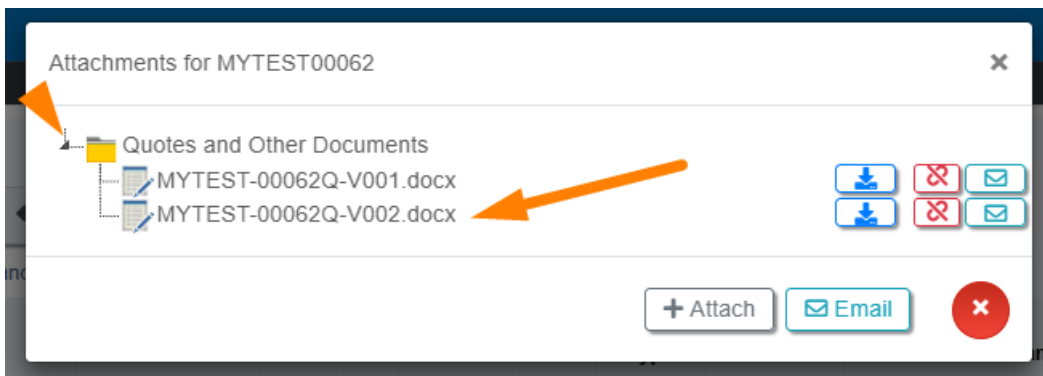 Attachments for MYTEST00062
Quotes and Other Documents
MYTEST-00062Q-V001.docx
MYTEST-00062Q-V002.docx
Attach
Email